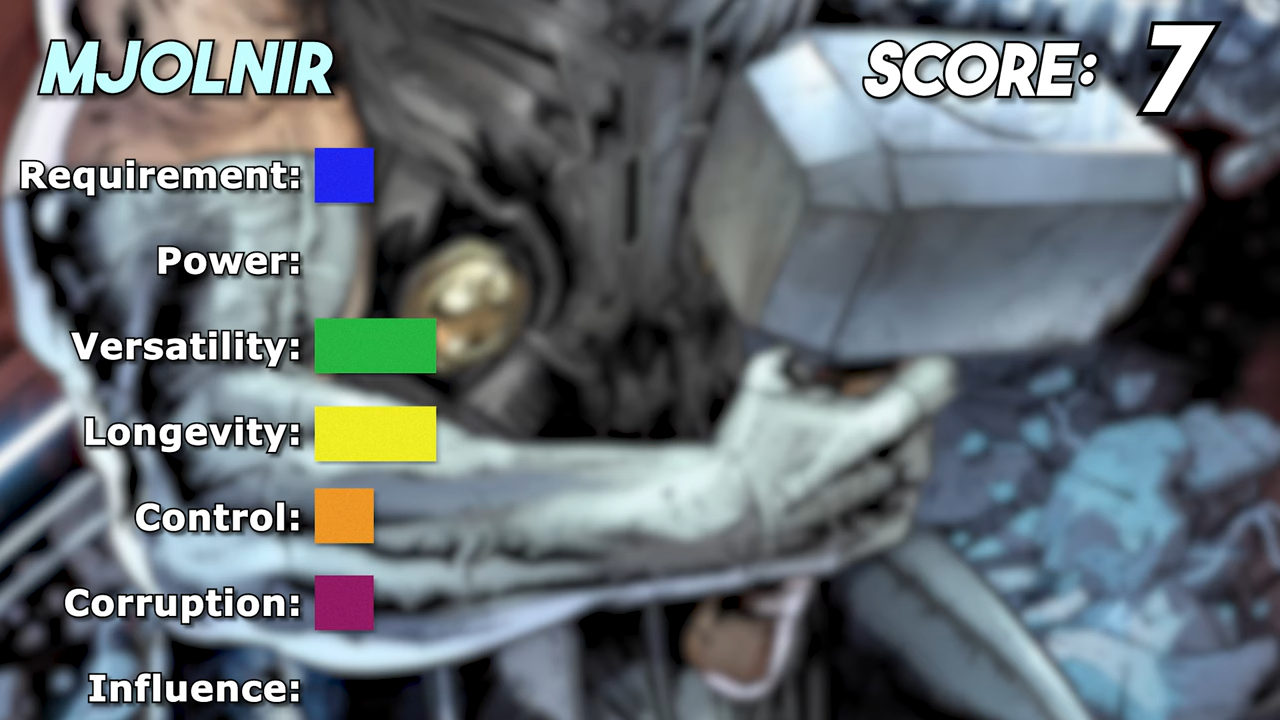 MJOLNIR
SCORE: 7
Requirement:
Power:
Versatility:
Longevity:
Control:
Corruption:
Influence: